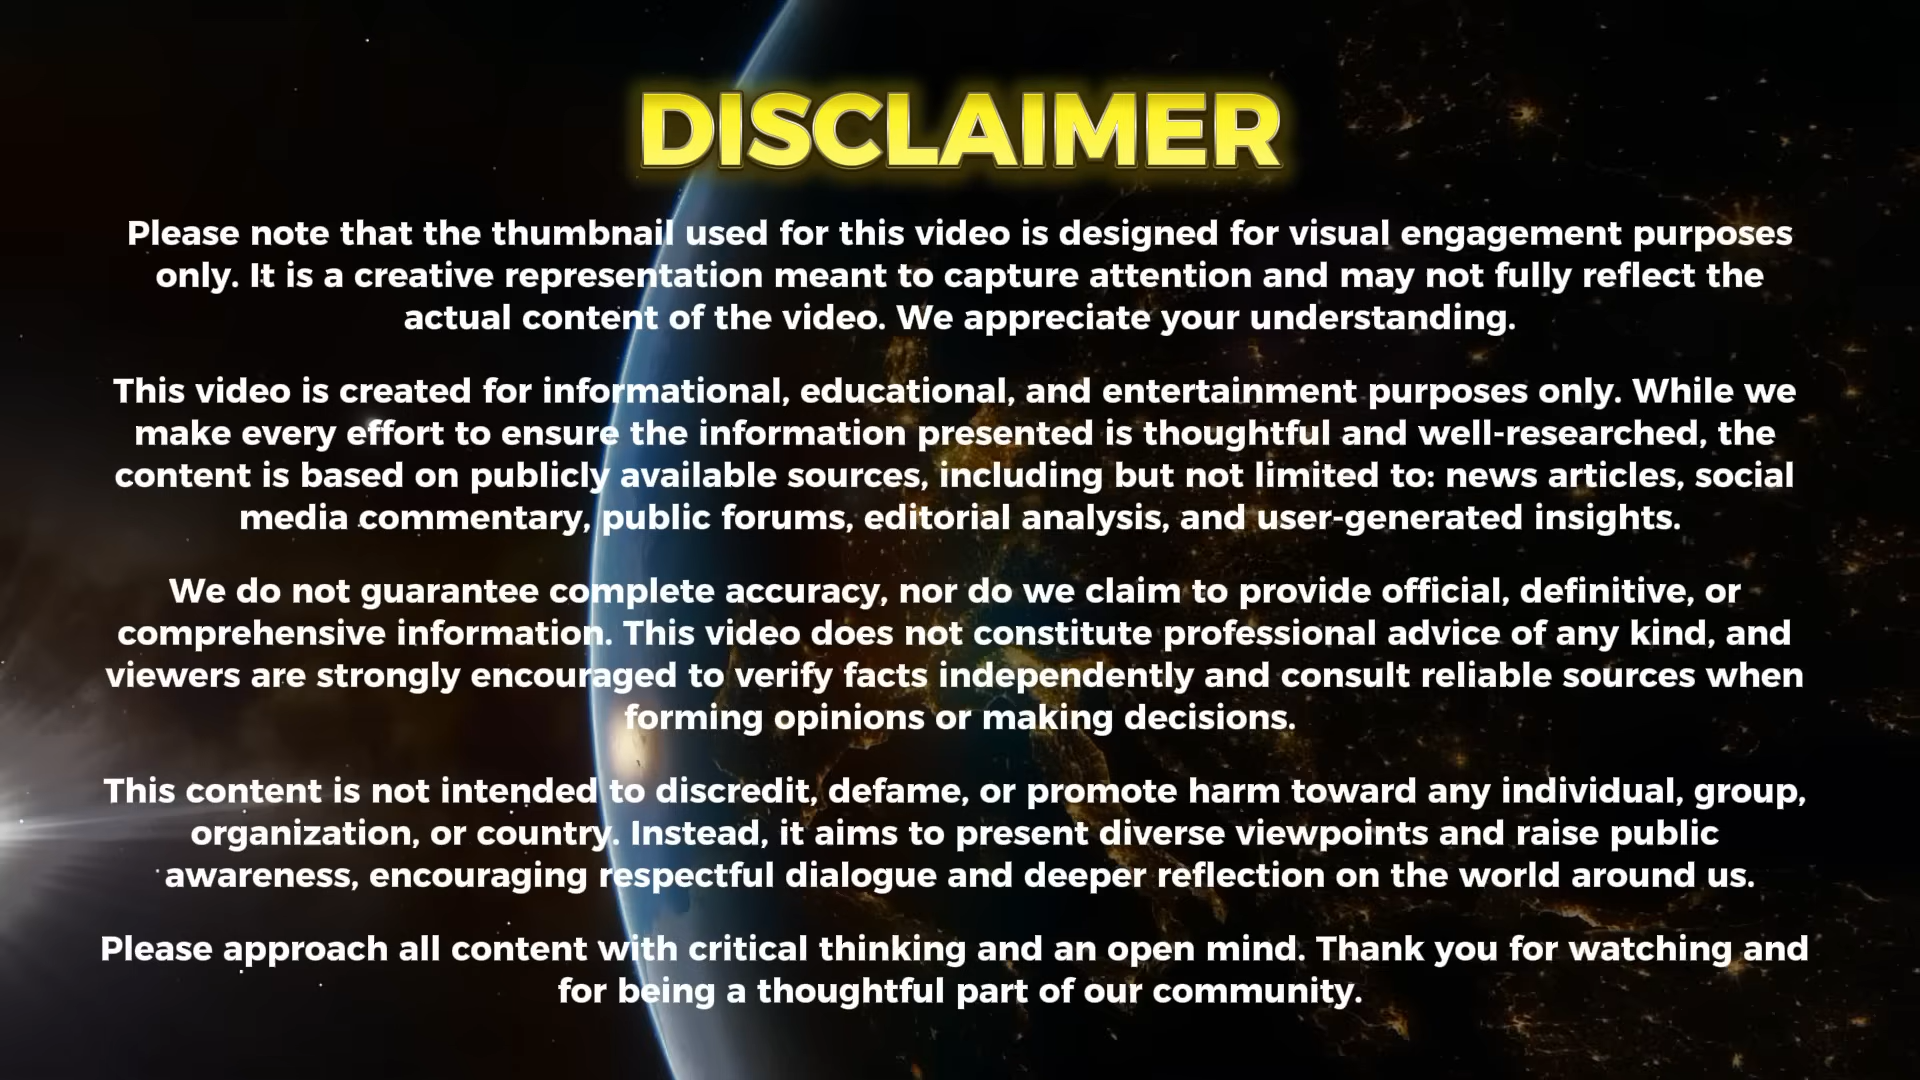 DISCLAIMER
Please note that the thumbnail used for this video is designed for visual engagement purposes
only. It is a creative representation meant to capture attention and may not fully reflect the
actual content of the video. We appreciate your understanding.
This video is created for informational, educational, and entertainment purposes only. While we
make every effort to ensure the information presented is thoughtful and well-researched, the
content is based on publicly available sources, including but not limited to: news articles, social
media commentary, public forums, editorial analysis, and user-generated insights.
We do not guarantee complete accuracy, nor do we claim to provide official, definitive, or
comprehensive information. This video does not constitute professional advice of any kind, and
viewers are strongly encouraged to verify facts independently and consult reliable sources when
forming opinions or making decisions.
This content is not intended to discredit, defame, or promote harm toward any individual, group,
organization, or country. Instead, it aims to present diverse viewpoints and raise public
awareness, encouraging respectful dialogue and deeper reflection on the world around us.
Please approach all content with critical thinking and an open mind. Thank you for watching and
for being a thoughtful part of our community.